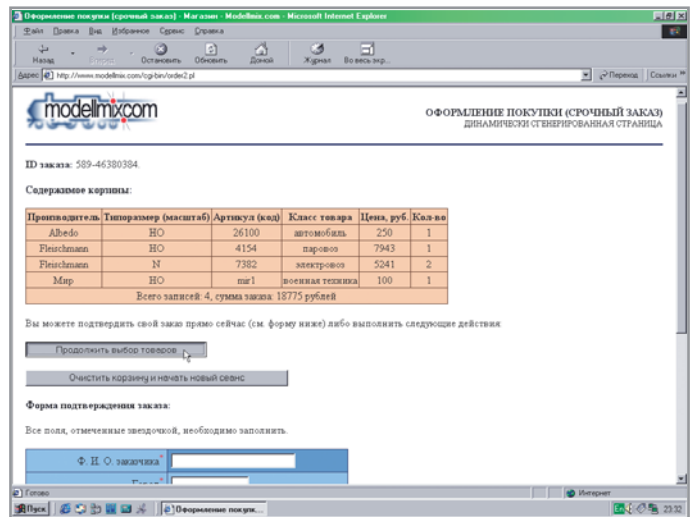 Оформление покупки [срочный заказ] - Магазин - Modellmix.com - Microsoft Internet Explorer
Файл Правка Вид Избранное Сервис Справка
Назад Остановить Обновить Домой Журнал Во весь экр...
Адрес http://www.modellmix.com/cgi-bin/order2.pl Переход Ссылки »
modellmixcom
ОФОРМЛЕНИЕ ПОКУПКИ (СРОЧНЫЙ ЗАКАЗ)
ДИНАМИЧЕСКИ СГЕНЕРИРОВАННАЯ СТРАНИЦА
ID заказа: 589-46380384.
Содержимое корзины:
Производитель Типоразмер (масштаб) Артикул (код) Класс товара Цена, руб. Кол-во
Albedo HO 26100 автомобиль 250 1
Fleischmann HO 4154 паровоз 7943 1
Fleischmann N 7382 электровоз 5241 2
Мир HO mir1 военная техника 100 1
Всего записей: 4, сумма заказа: 18775 рублей
Вы можете подтвердить свой заказ прямо сейчас (см. форму ниже) либо выполнить следующие действия:
Продолжить выбор товаров
Очистить корзину и начать новый сеанс
Форма подтверждения заказа:
Все поля, отмеченные звездочкой, необходимо заполнить.
Ф. И. О. заказчика*
Готово Интернет
Пуск Оформление покупк... 23:32